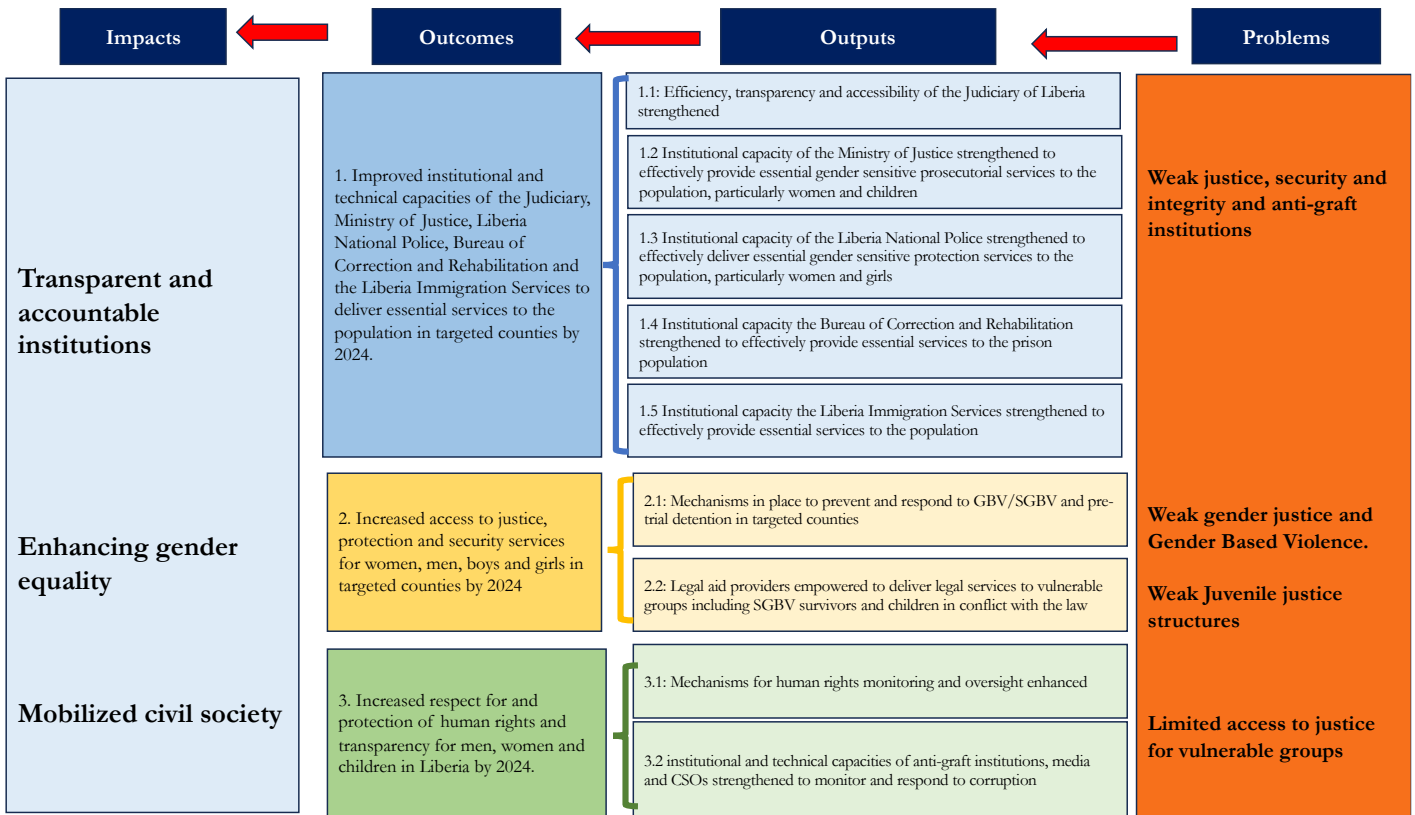 Impacts
Outcomes
Outputs
Problems
Transparent and
accountable
institutions
Enhancing gender
equality
Mobilized civil society
1. Improved institutional and
technical capacities of the Judiciary,
Ministry of Justice, Liberia
National Police, Bureau of
Correction and Rehabilitation and
the Liberia Immigration Services to
deliver essential services to the
population in targeted counties by
2024.
2. Increased access to justice,
protection and security services
for women, men, boys and girls in
targeted counties by 2024
3. Increased respect for and
protection of human rights and
transparency for men, women and
children in Liberia by 2024.
1.1: Efficiency, transparency and accessibility of the Judiciary of Liberia
strengthened
1.2 Institutional capacity of the Ministry of Justice strengthened to
effectively provide essential gender sensitive prosecutorial services to the
population, particularly women and children
1.3 Institutional capacity of the Liberia National Police strengthened to
effectively deliver essential gender sensitive protection services to the
population, particularly women and girls
1.4 Institutional capacity the Bureau of Correction and Rehabilitation
strengthened to effectively provide essential services to the prison
population
1.5 Institutional capacity the Liberia Immigration Services strengthened to
effectively provide essential services to the population
2.1: Mechanisms in place to prevent and respond to GBV/SGBV and pre-
trial detention in targeted counties
2.2: Legal aid providers empowered to deliver legal services to vulnerable
groups including SGBV survivors and children in conflict with the law
3.1: Mechanisms for human rights monitoring and oversight enhanced
3.2 institutional and technical capacities of anti-graft institutions, media
and CSOs strengthened to monitor and respond to corruption
Weak justice, security and
integrity and anti-graft
institutions
Weak gender justice and
Gender Based Violence.
Weak Juvenile justice
structures
Limited access to justice
for vulnerable groups